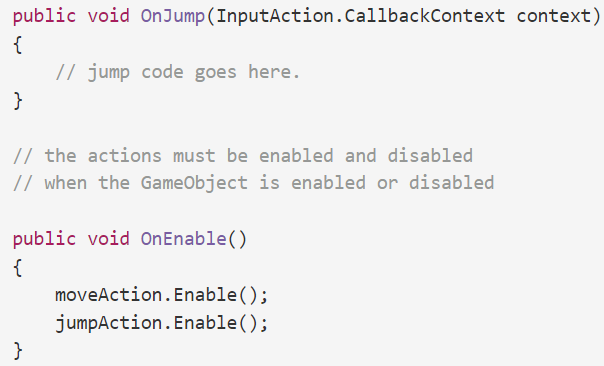 public void OnJump(InputAction.CallbackContext context)
{
    // jump code goes here.
}

// the actions must be enabled and disabled
// when the GameObject is enabled or disabled

public void OnEnable()
{
    moveAction.Enable();
    jumpAction.Enable();
}